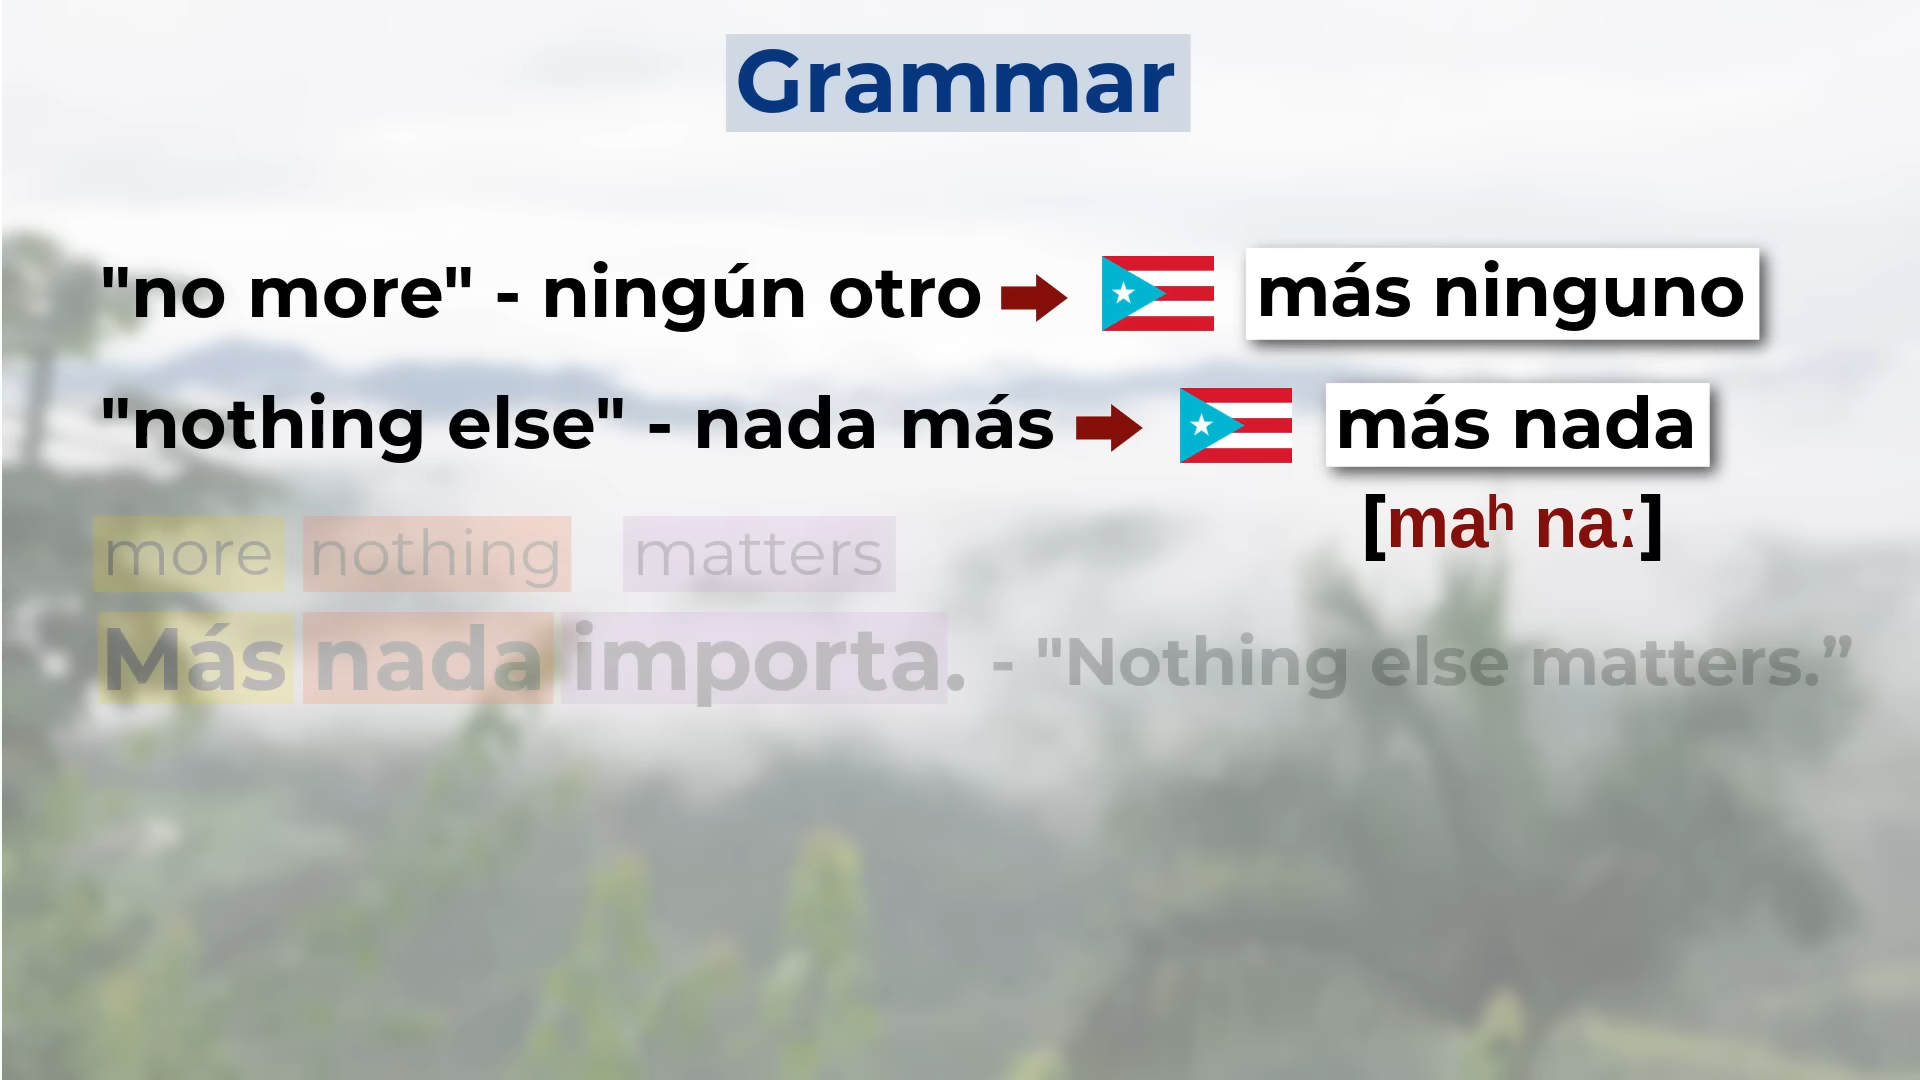 Grammar
"no more" - ningún otro más ninguno
"nothing else" - nada más más nada
[maʰ naː]
more nothing matters
Más nada importa. - "Nothing else matters.”